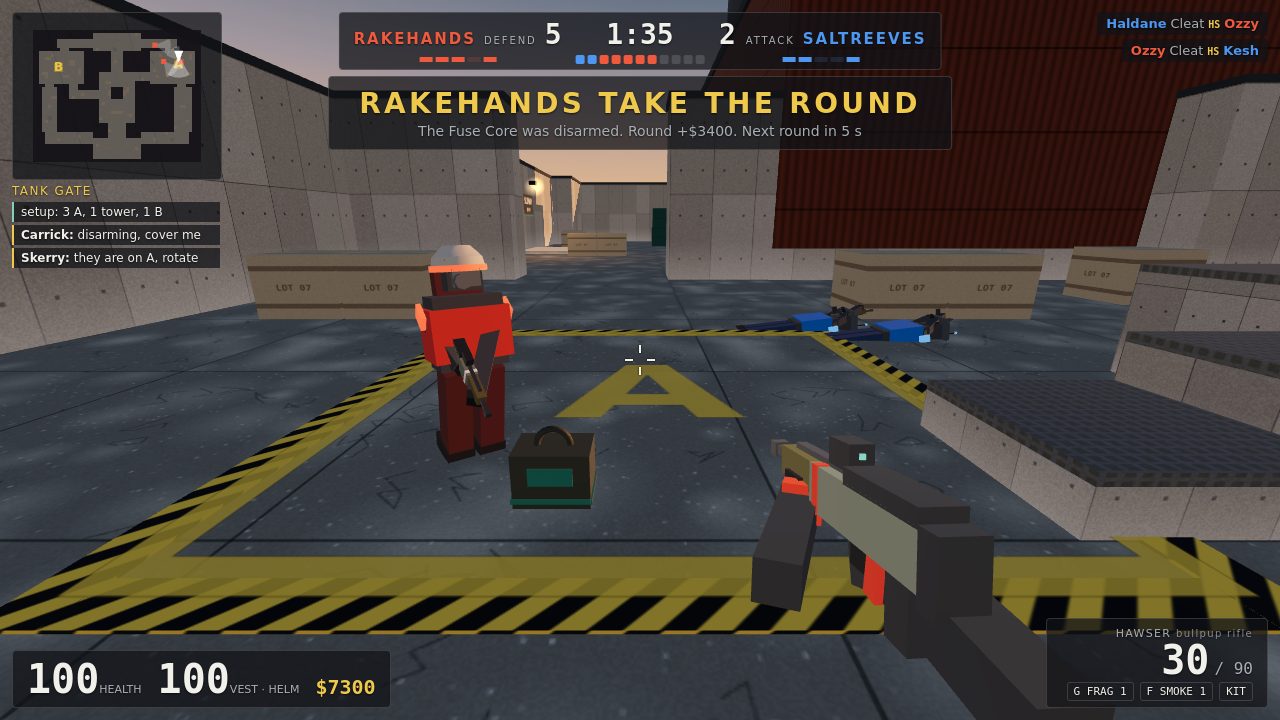 RAKEHANDS DEFEND 5 1:35 2 ATTACK SALTREEVES
Haldane Cleat HS Ozzy
Ozzy Cleat HS Kesh
RAKEHANDS TAKE THE ROUND
The Fuse Core was disarmed. Round +$3400. Next round in 5 s
B
A
TANK GATE
setup: 3 A, 1 tower, 1 B
Carrick: disarming, cover me
Skerry: they are on A, rotate
LOT 07 LOT 07
LOT 07 LOT 07 LOT 07
LOT 07
A
100 HEALTH 100 VEST · HELM $7300
HAWSER bullpup rifle
30 / 90
G FRAG 1 F SMOKE 1 KIT